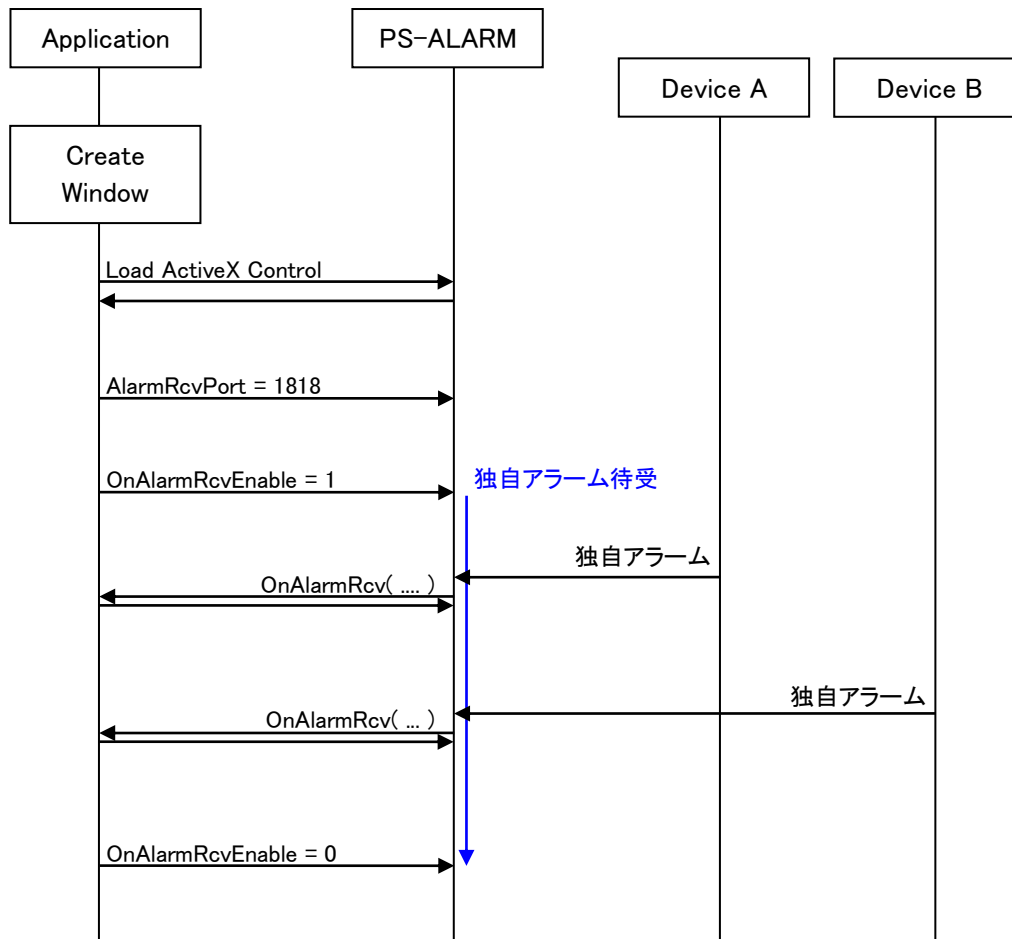 Application
PS-ALARM
Device A
Device B
Create
Window
Load ActiveX Control
AlarmRcvPort = 1818
OnAlarmRcvEnable = 1
独自アラーム待受
独自アラーム
OnAlarmRcv( .... )
独自アラーム
OnAlarmRcv( ... )
OnAlarmRcvEnable = 0